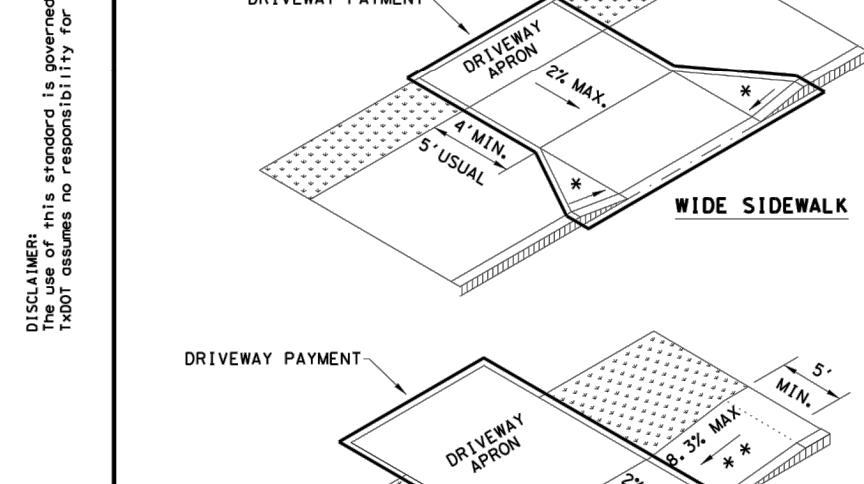 DRIVEWAY PAYMENT
DRIVEWAY
APRON
2% MAX.
*
4' MIN.
5' USUAL
*
WIDE SIDEWALK
DRIVEWAY PAYMENT
5'
MIN.
DRIVEWAY
APRON
8.3% MAX
* *
2%
DISCLAIMER:
The use of this standard is governed
TxDOT assumes no responsibility for